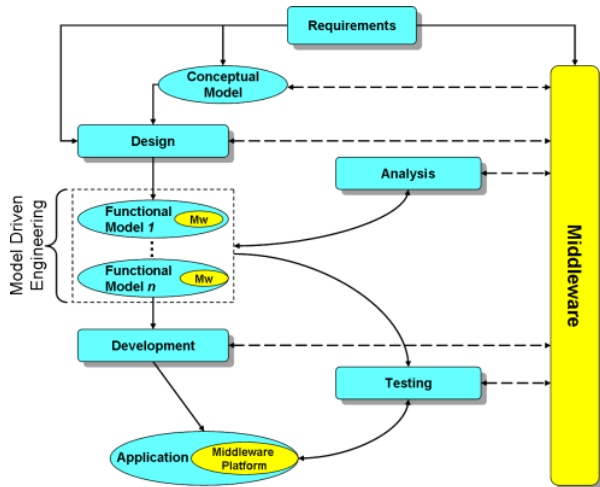 Requirements
Conceptual
Model
Design
Analysis
Model Driven
Engineering
Functional
Model 1
Mw
Functional
Model n
Mw
Middleware
Development
Testing
Application
Middleware
Platform